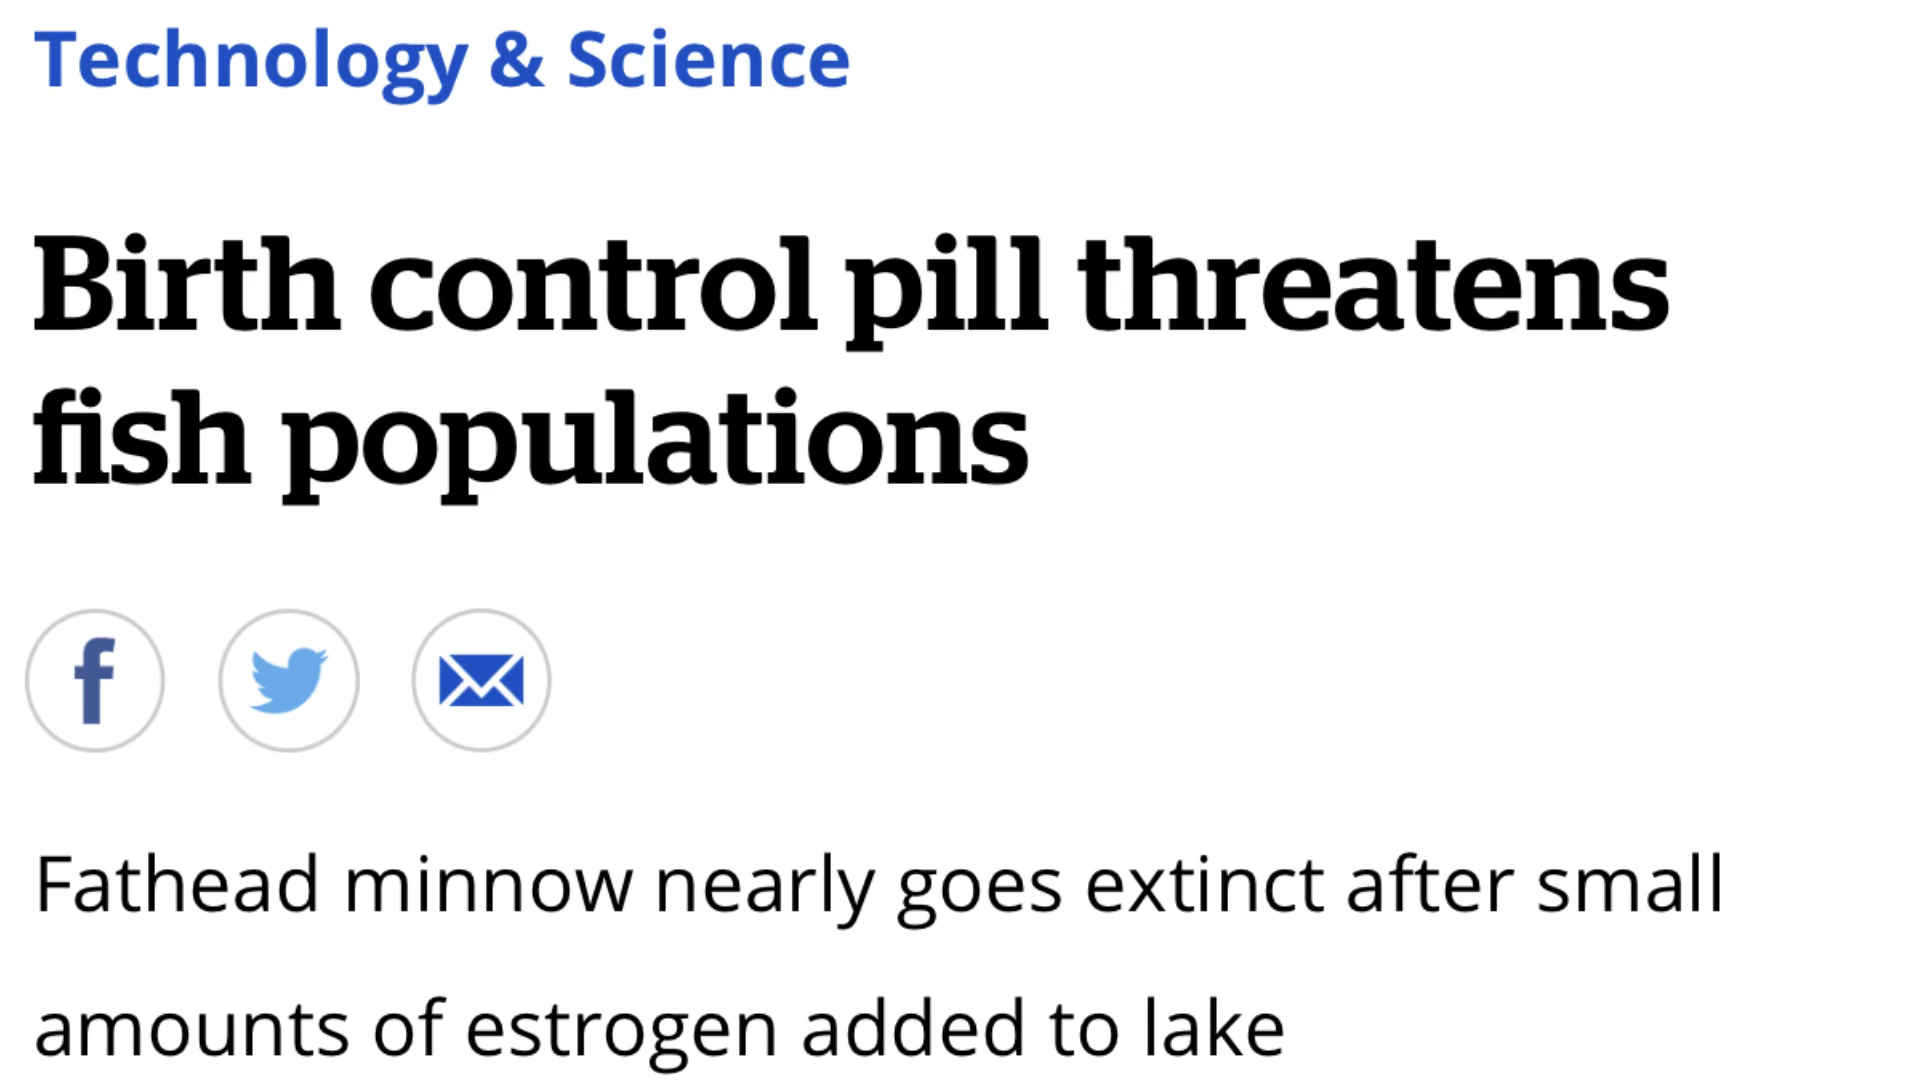 Technology & Science
Birth control pill threatens
fish populations
f
Fathead minnow nearly goes extinct after small
amounts of estrogen added to lake